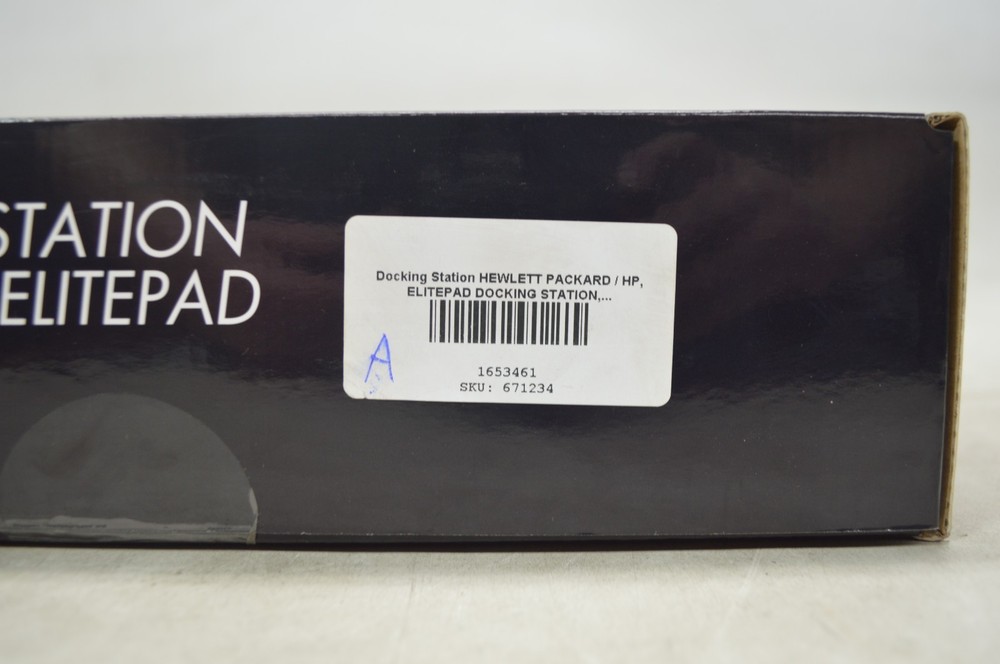 STATION
ELITEPAD
Docking Station HEWLETT PACKARD / HP,
ELITEPAD DOCKING STATION,...
A
1653461
SKU: 671234